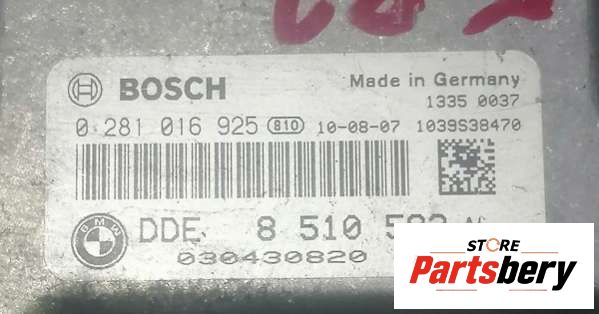 BOSCH
Made in Germany
1335 0037
0 281 016 925 810 10-08-07 1039S38470
BMW
DDE 8 510
030430820
STORE
Partsbery